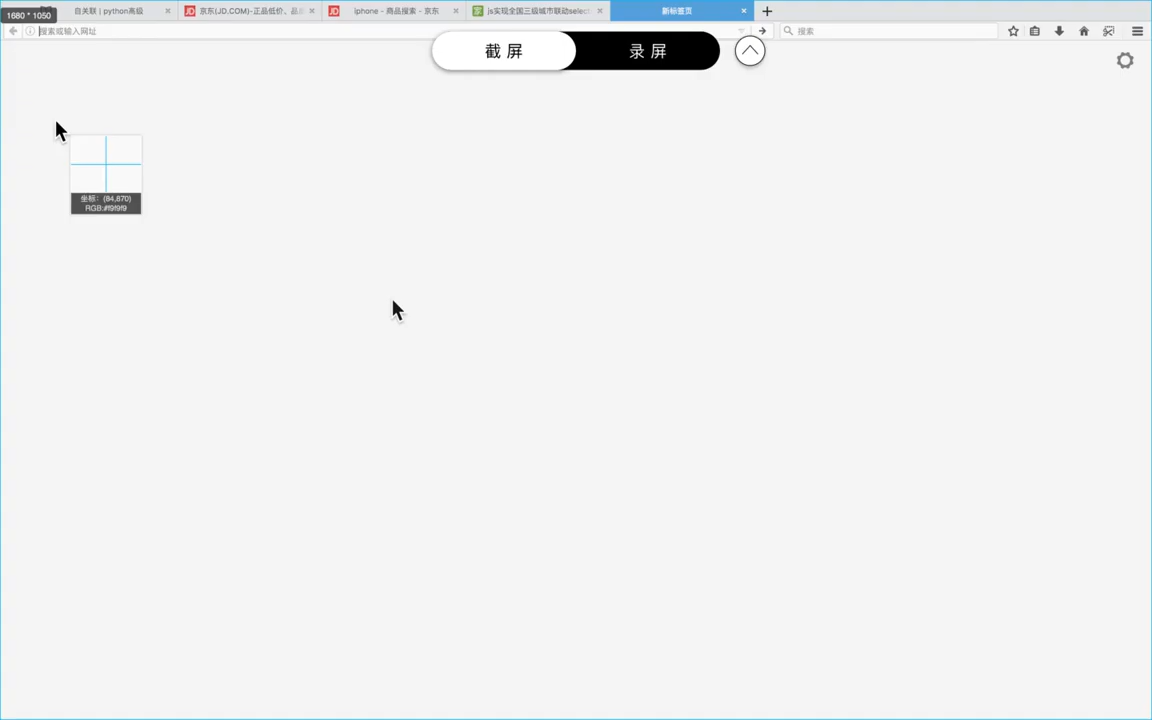 1680 * 1050
自关联 | python高级
京东(JD.COM)-正品低价、品
iphone - 商品搜索 - 京东
js实现全国三级城市联动select
新标签页
搜索或输入网址
搜索
截屏
录屏
坐标: (84,870)
RGB:#f9f9f9